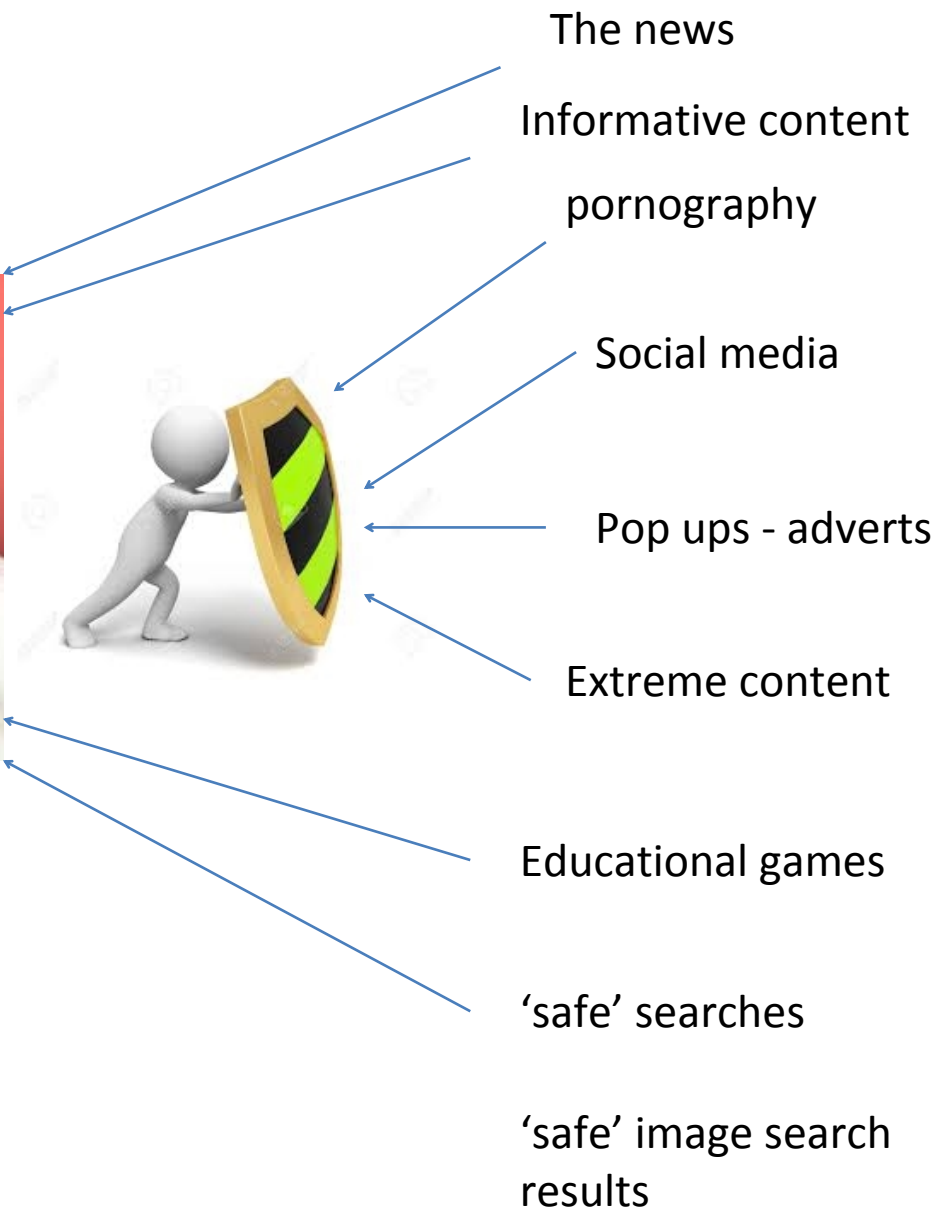 The news
Informative content
pornography
Social media
Pop ups - adverts
Extreme content
Educational games
‘safe’ searches
‘safe’ image search
results